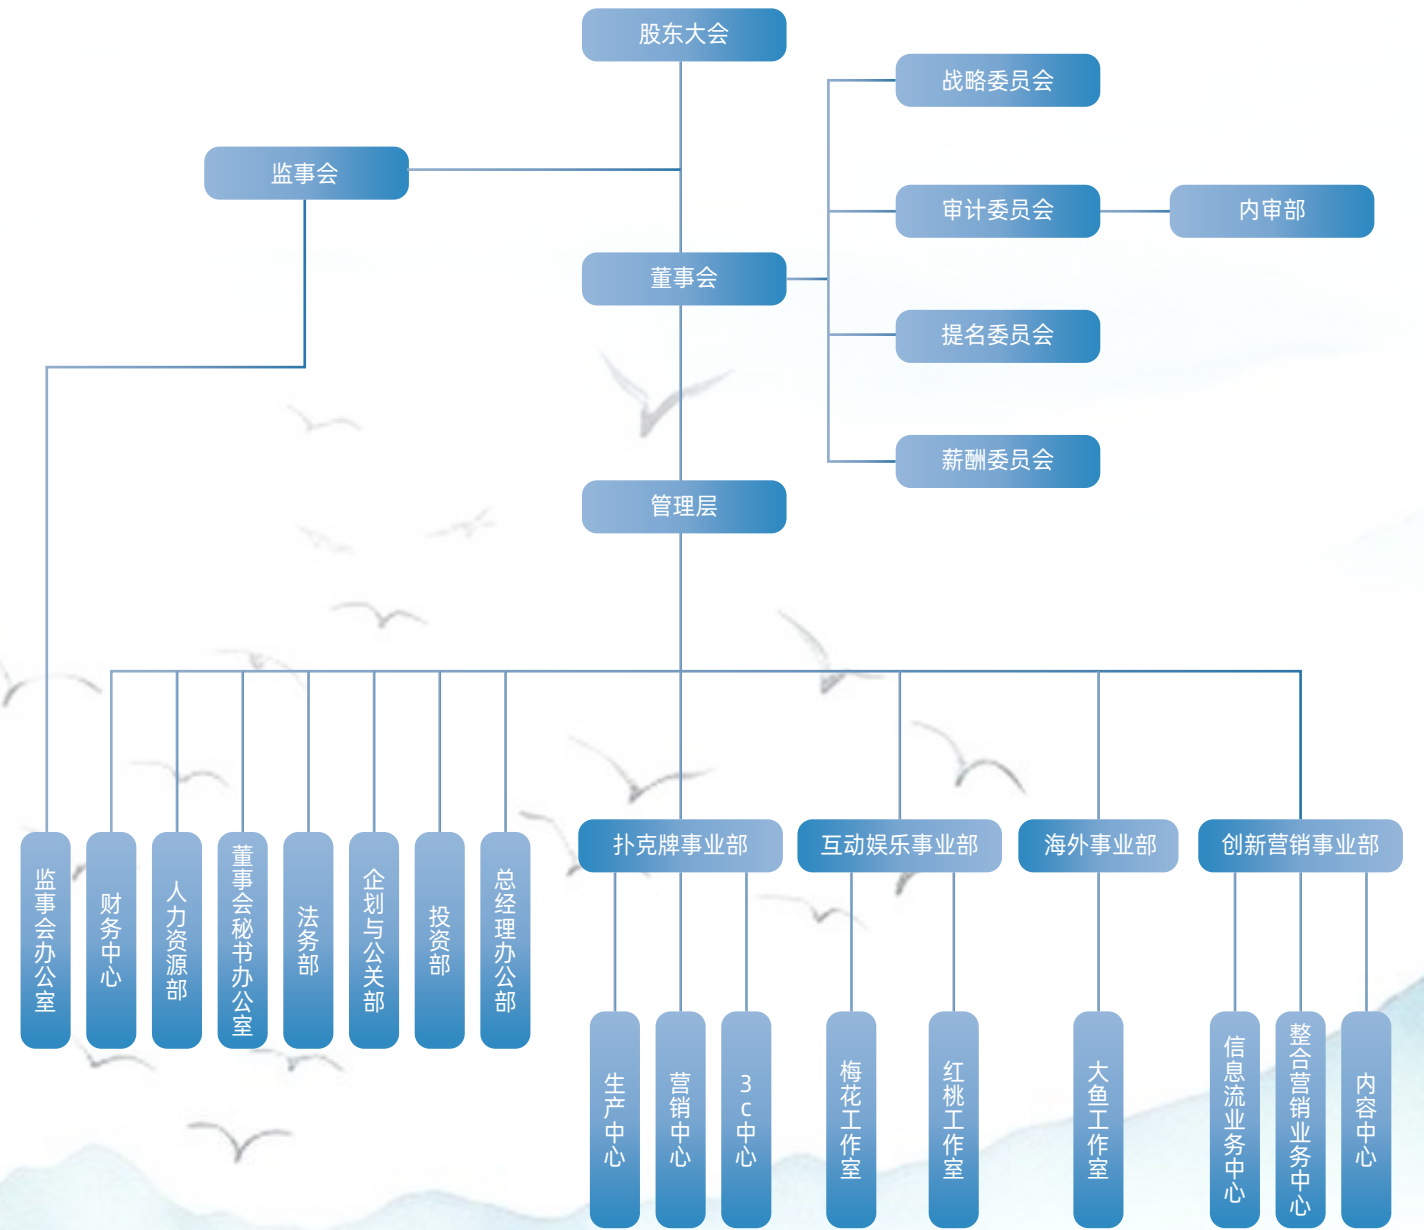 股东大会
战略委员会
监事会
审计委员会
内审部
董事会
提名委员会
薪酬委员会
管理层
扑克牌事业部
互动娱乐事业部
海外事业部
创新营销事业部
监事会办公室
财务中心
人力资源部
董事会秘书办公室
法务部
企划与公关部
投资部
总经理办公部
生产中心
营销中心
3c中心
梅花工作室
红桃工作室
大鱼工作室
信息流业务中心
整合营销业务中心
内容中心